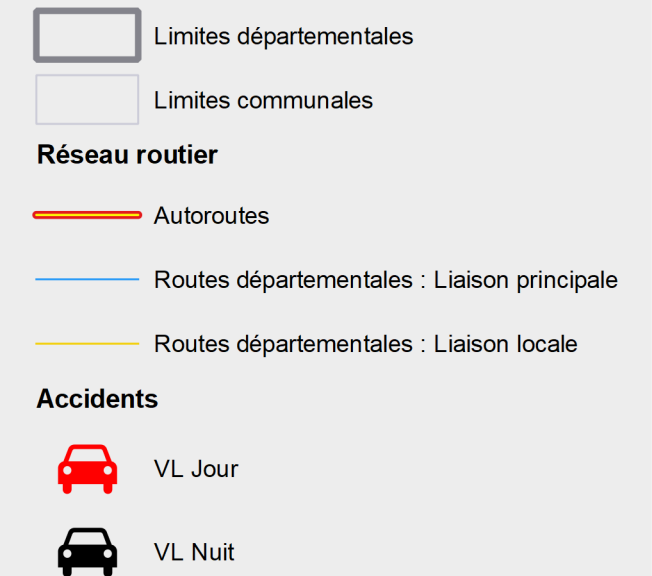 Limites départementales
Limites communales
Réseau routier
Autoroutes
Routes départementales : Liaison principale
Routes départementales : Liaison locale
Accidents
VL Jour
VL Nuit